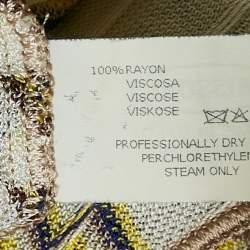 100% RAYON
VISCOSA
VISCOSE
VISKOSE
PROFESSIONALLY DRY
PERCHLORETHYLEN
STEAM ONLY